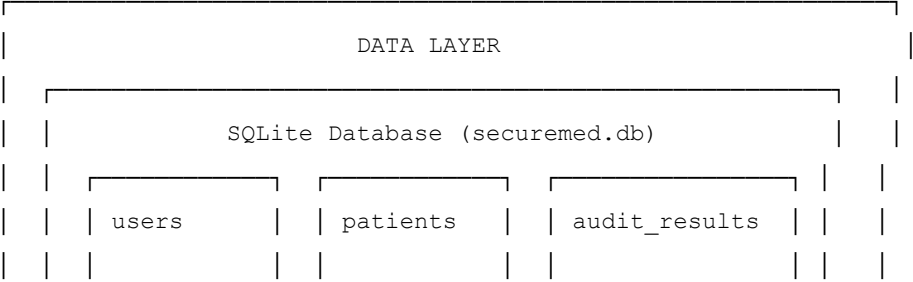 DATA LAYER
SQLite Database (securemed.db)
users patients audit_results